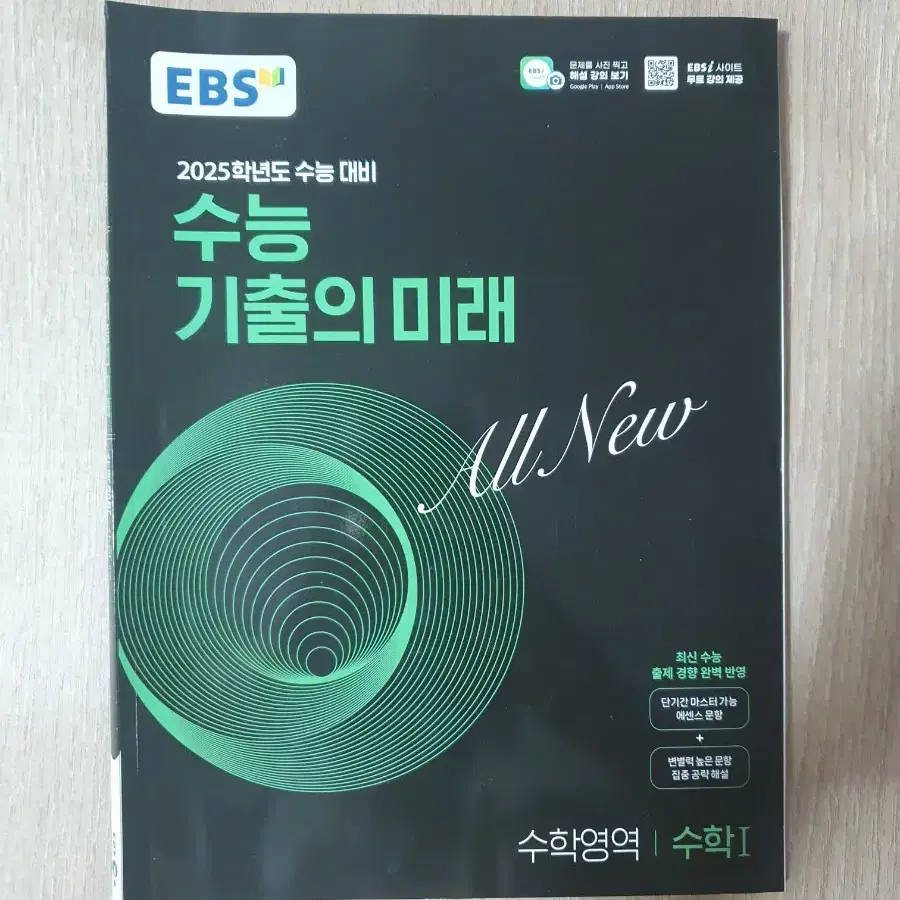 EBS
문제를 사진 찍고
해설 강의 보기
Google Play | App Store
EBSi 사이트
무료 강의 제공
2025학년도 수능 대비
수능
기출의 미래
All New
최신 수능
출제 경향 완벽 반영
단기간 마스터 가능
에센스 문항
+
변별력 높은 문항
집중 공략 해설
수학영역 | 수학Ⅰ